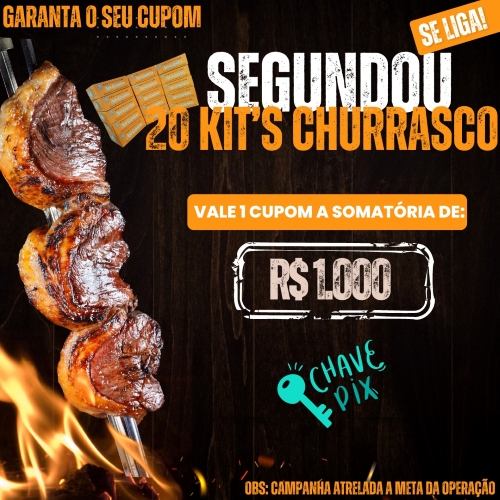 GARANTA O SEU CUPOM
SE LIGA!
SEGUNDOU
20 KIT'S CHURRASCO
VALE 1 CUPOM A SOMATÓRIA DE:
R$ 1.000
CHAVE
PIX
OBS: CAMPANHA ATRELADA A META DA OPERAÇÃO